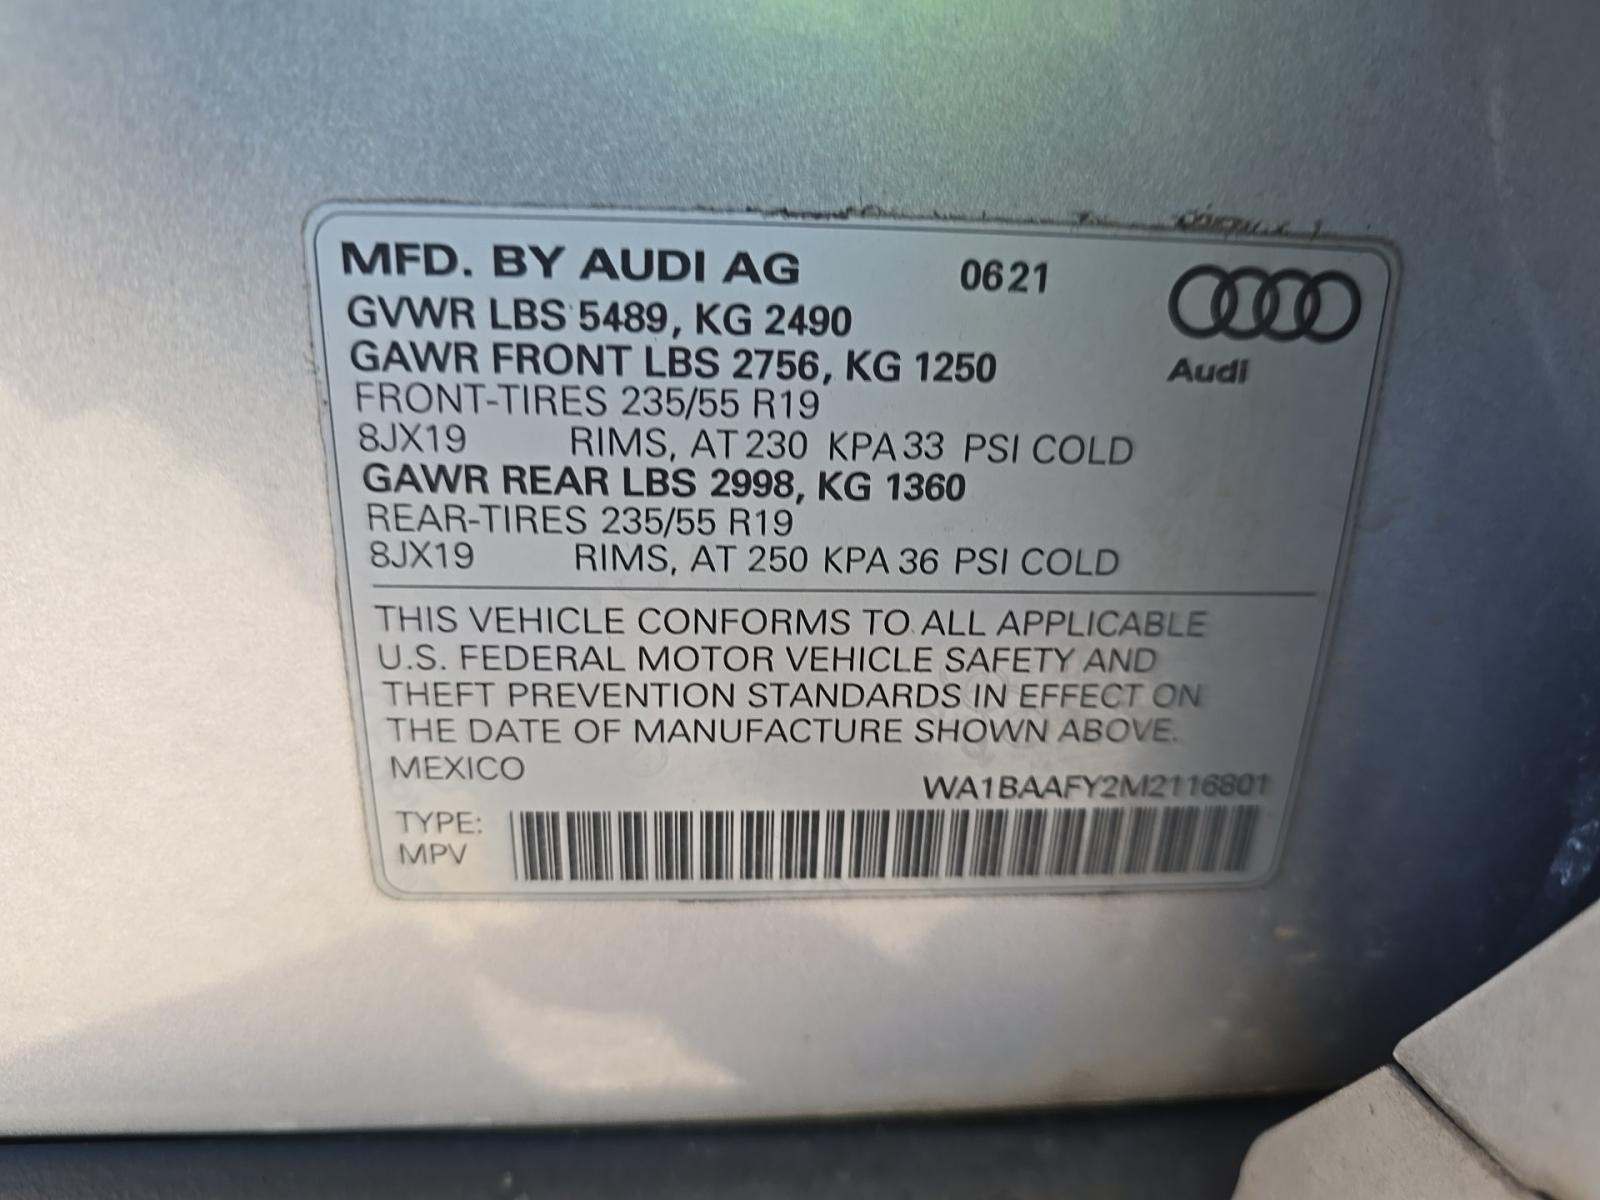 MFD. BY AUDI AG 0621
GVWR LBS 5489, KG 2490
GAWR FRONT LBS 2756, KG 1250
Audi
FRONT-TIRES 235/55 R19
8JX19 RIMS, AT 230 KPA 33 PSI COLD
GAWR REAR LBS 2998, KG 1360
REAR-TIRES 235/55 R19
8JX19 RIMS, AT 250 KPA 36 PSI COLD
THIS VEHICLE CONFORMS TO ALL APPLICABLE
U.S. FEDERAL MOTOR VEHICLE SAFETY AND
THEFT PREVENTION STANDARDS IN EFFECT ON
THE DATE OF MANUFACTURE SHOWN ABOVE.
MEXICO
WA1BAAFY2M2116801
TYPE:
MPV